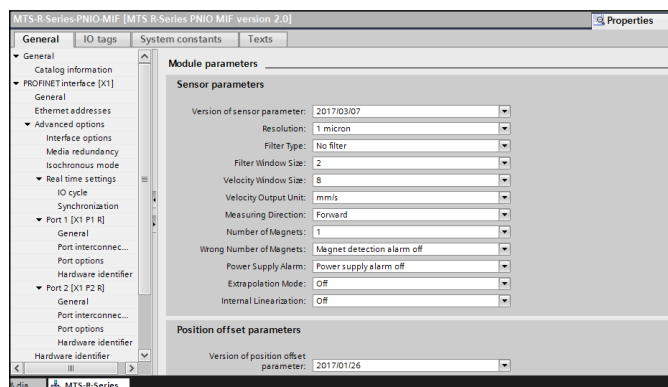 MTS-R-Series-PNIO-MIF [MTS R-Series PNIO MIF version 2.0]
Properties
General IO tags System constants Texts
General
Catalog information
PROFINET interface [X1]
General
Ethernet addresses
Advanced options
Interface options
Media redundancy
Isochronous mode
Real time settings
IO cycle
Synchronization
Port 1 [X1 P1 R]
General
Port interconnec...
Port options
Hardware identifier
Port 2 [X1 P2 R]
General
Port interconnec...
Port options
Hardware identifier
Hardware identifier
Module parameters
Sensor parameters
Version of sensor parameter: 2017/03/07
Resolution: 1 micron
Filter Type: No filter
Filter Window Size: 2
Velocity Window Size: 8
Velocity Output Unit: mm/s
Measuring Direction: Forward
Number of Magnets: 1
Wrong Number of Magnets: Magnet detection alarm off
Power Supply Alarm: Power supply alarm off
Extrapolation Mode: Off
Internal Linearization: Off
Position offset parameters
Version of position offset
parameter: 2017/01/26
MTS-R-Series